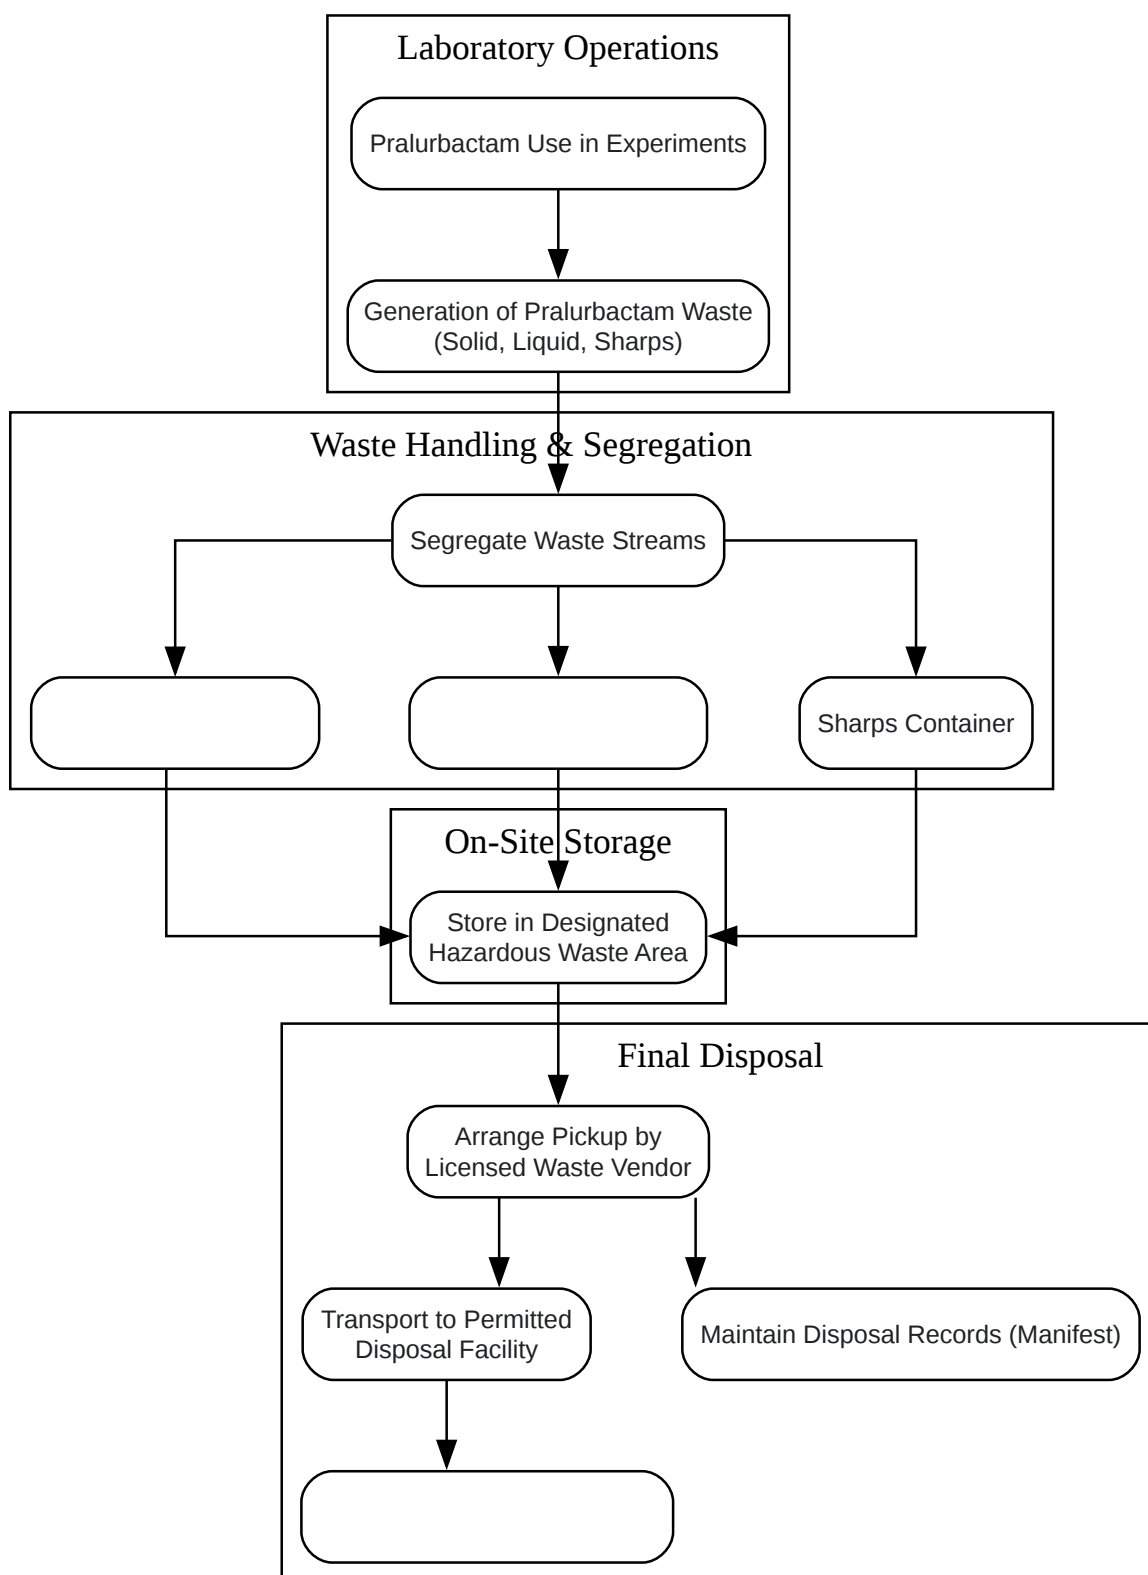 Laboratory Operations
Pralurbactam Use in Experiments
Generation of Pralurbactam Waste
(Solid, Liquid, Sharps)
Waste Handling & Segregation
Segregate Waste Streams
Sharps Container
On-Site Storage
Store in Designated
Hazardous Waste Area
Final Disposal
Arrange Pickup by
Licensed Waste Vendor
Transport to Permitted
Disposal Facility
Maintain Disposal Records (Manifest)